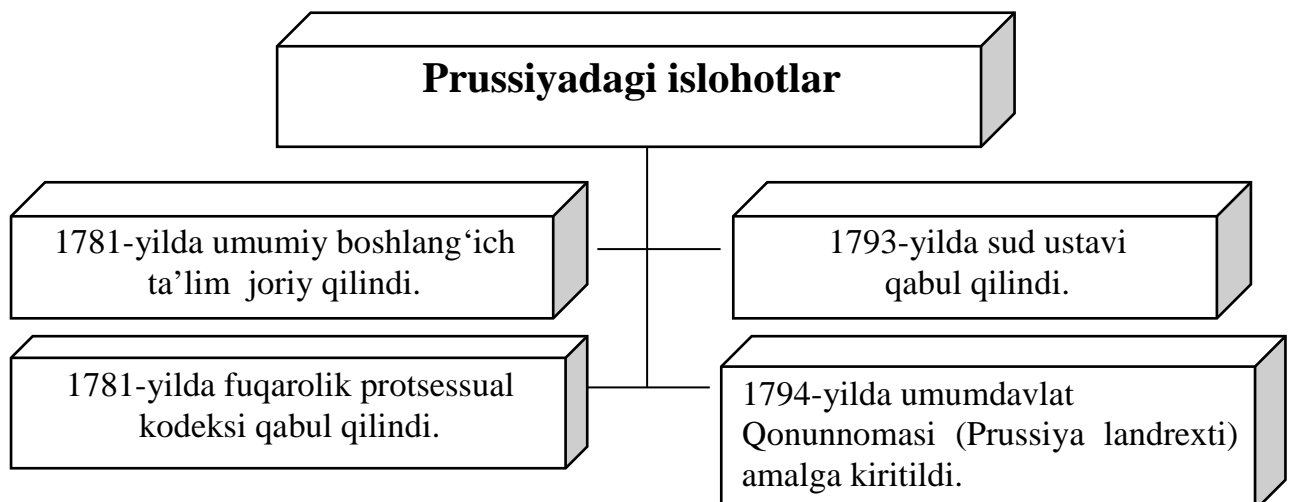 Prussiyadagi islohotlar
1781-yilda umumiy boshlang‘ich
ta’lim joriy qilindi.
1793-yilda sud ustavi
qabul qilindi.
1781-yilda fuqarolik protsessual
kodeksi qabul qilindi.
1794-yilda umumdavlat
Qonunnomasi (Prussiya landrexti)
amalga kiritildi.